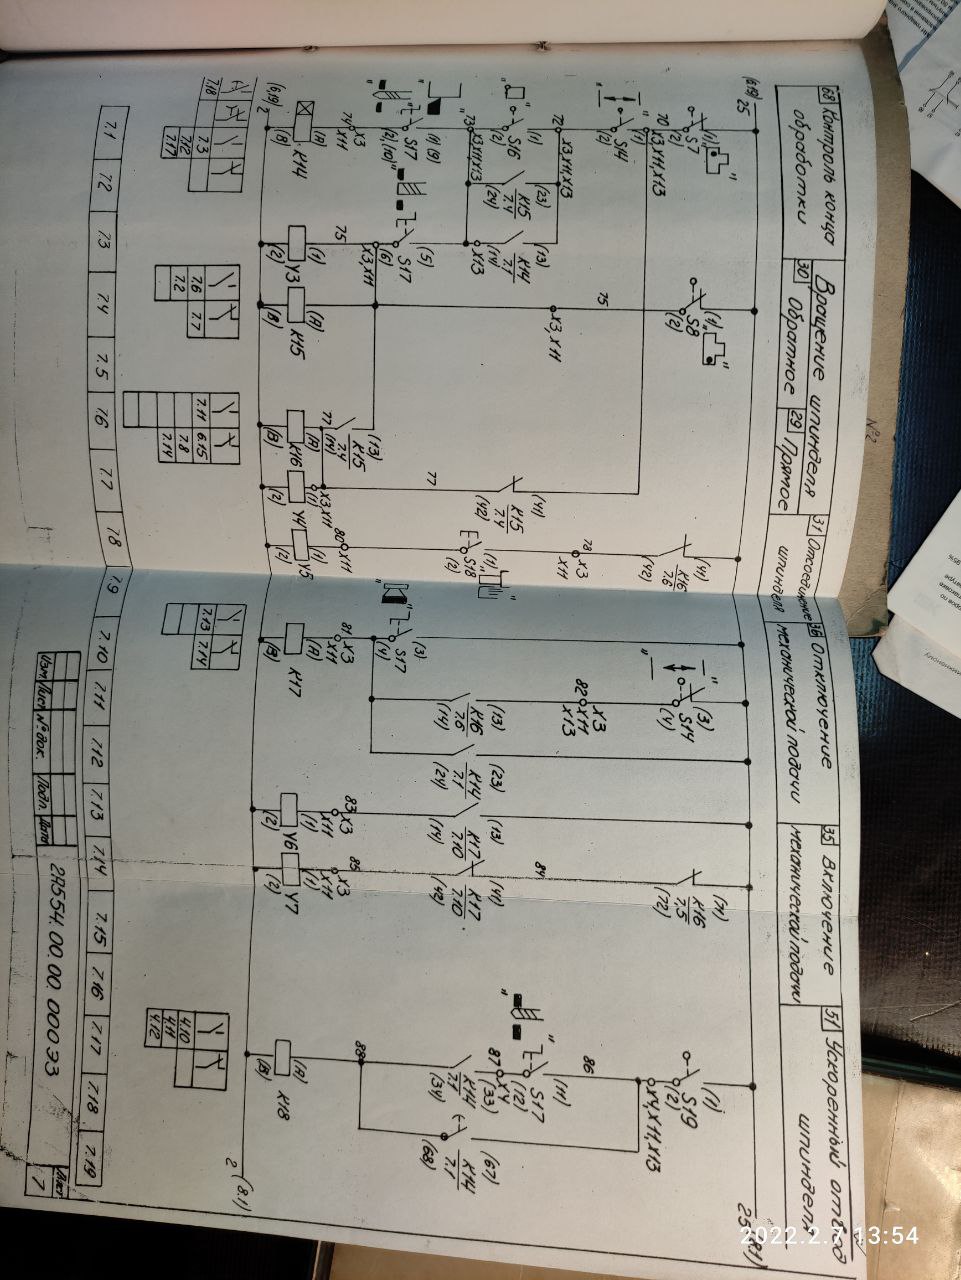 №2
2022.2.7 13:54
68 Контроль конца
обработки
Вращение шпинделя
30 Обратное
29 Прямое
31 Отсоединение
шпинделя
36 Отключение
механической подачи
35 Включение
механической подачи
51 Ускоренный отвод
шпинделя
(6.19)
25
25 (8.1)
(1)
S7
(2)
70
X3,X11,X13
(1)
S14
(2)
72
X3,X11,X13
(1)
S16
(2)
(23)
K15
7.4
(24)
(13)
K14
7.1
(14)
X13
73
X3,X11,X13
(1) (9)
S17
(2),(10)
74
X3
X11
(A)
K14
(B)
(5)
S17
(6)
X3,X11
75
(1)
Y3
(2)
(1)
S8
(2)
75
X3,X11
(A)
K15
(B)
(13)
K15
7.4
(14)
77
(A)
K16
(B)
(41)
K15
7.4
(42)
77
X3,X11
(1)
Y4
(2)
(41)
K16
7.6
(42)
78
X3
X11
(1)
S18
(2)
80
X11
(1)
Y5
(2)
(3)
S17
(4)
81
X3
X11
(A)
K17
(B)
(3)
S14
(4)
82
X3
X11
X13
(13)
K16
7.6
(14)
(23)
K14
7.1
(24)
(13)
K17
7.10
(14)
83
X3
X11
(1)
Y6
(2)
(71)
K16
7.5
(72)
84
(41)
K17
7.10
(42)
85
X3
X11
(1)
Y7
(2)
(1)
S19
(2)
X4,X11,X13
86
(11)
S17
(12)
X4
87
(33)
K14
7.1
(34)
(67)
K14
7.1
(68)
88
(A)
K18
(B)
(6,19)
2
2
(8.1)
7.18
7.3
7.12
7.17
7.6 7.7
7.2
7.11 6.15
7.8
7.14
7.13 7.14
4.10
4.11
4.12
7.1 7.2 7.3 7.4 7.5 7.6 7.7 7.8 7.9 7.10 7.11 7.12 7.13 7.14 7.15 7.16 7.17 7.18 7.19
Изм. Лист № док. Подп. Дата
2А554.00.00.000Э3
Лист
7